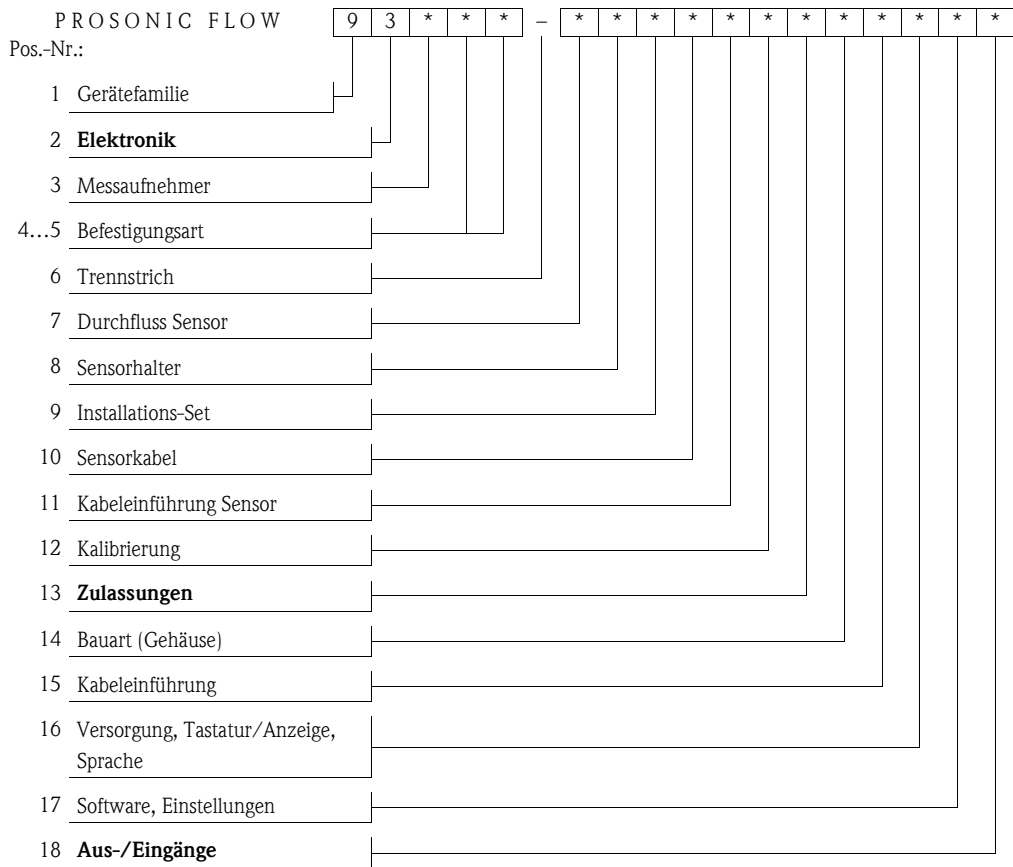 PROSONIC FLOW 9 3 * * * – * * * * * * * * * * * *
Pos.-Nr.:
1 Gerätefamilie
2 Elektronik
3 Messaufnehmer
4...5 Befestigungsart
6 Trennstrich
7 Durchfluss Sensor
8 Sensorhalter
9 Installations-Set
10 Sensorkabel
11 Kabeleinführung Sensor
12 Kalibrierung
13 Zulassungen
14 Bauart (Gehäuse)
15 Kabeleinführung
16 Versorgung, Tastatur/Anzeige,
Sprache
17 Software, Einstellungen
18 Aus-/Eingänge